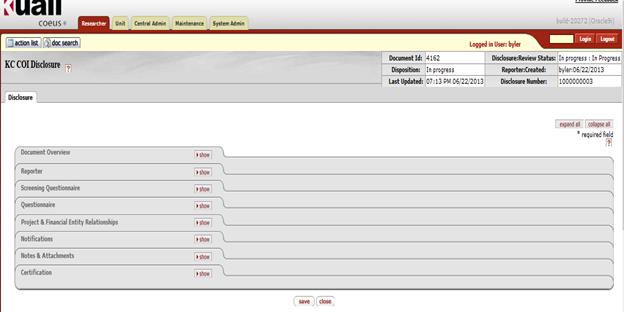 kuali
coeus Researcher Unit Central Admin Maintenance System Admin
build-20272 (Oracle9i)
action list doc search
Logged in User: byler
Login Logout
KC COI Disclosure ?
Document Id: 4162 Disclosure:Review Status: In progress : In Progress
Disposition: In progress Reporter:Created: byler:06/22/2013
Last Updated: 07:13 PM 06/22/2013 Disclosure Number: 1000000003
Disclosure
expand all collapse all
* required field
?
Document Overview show
Reporter show
Screening Questionnaire show
Questionnaire show
Project & Financial Entity Relationships show
Notifications show
Notes & Attachments show
Certification show
save close